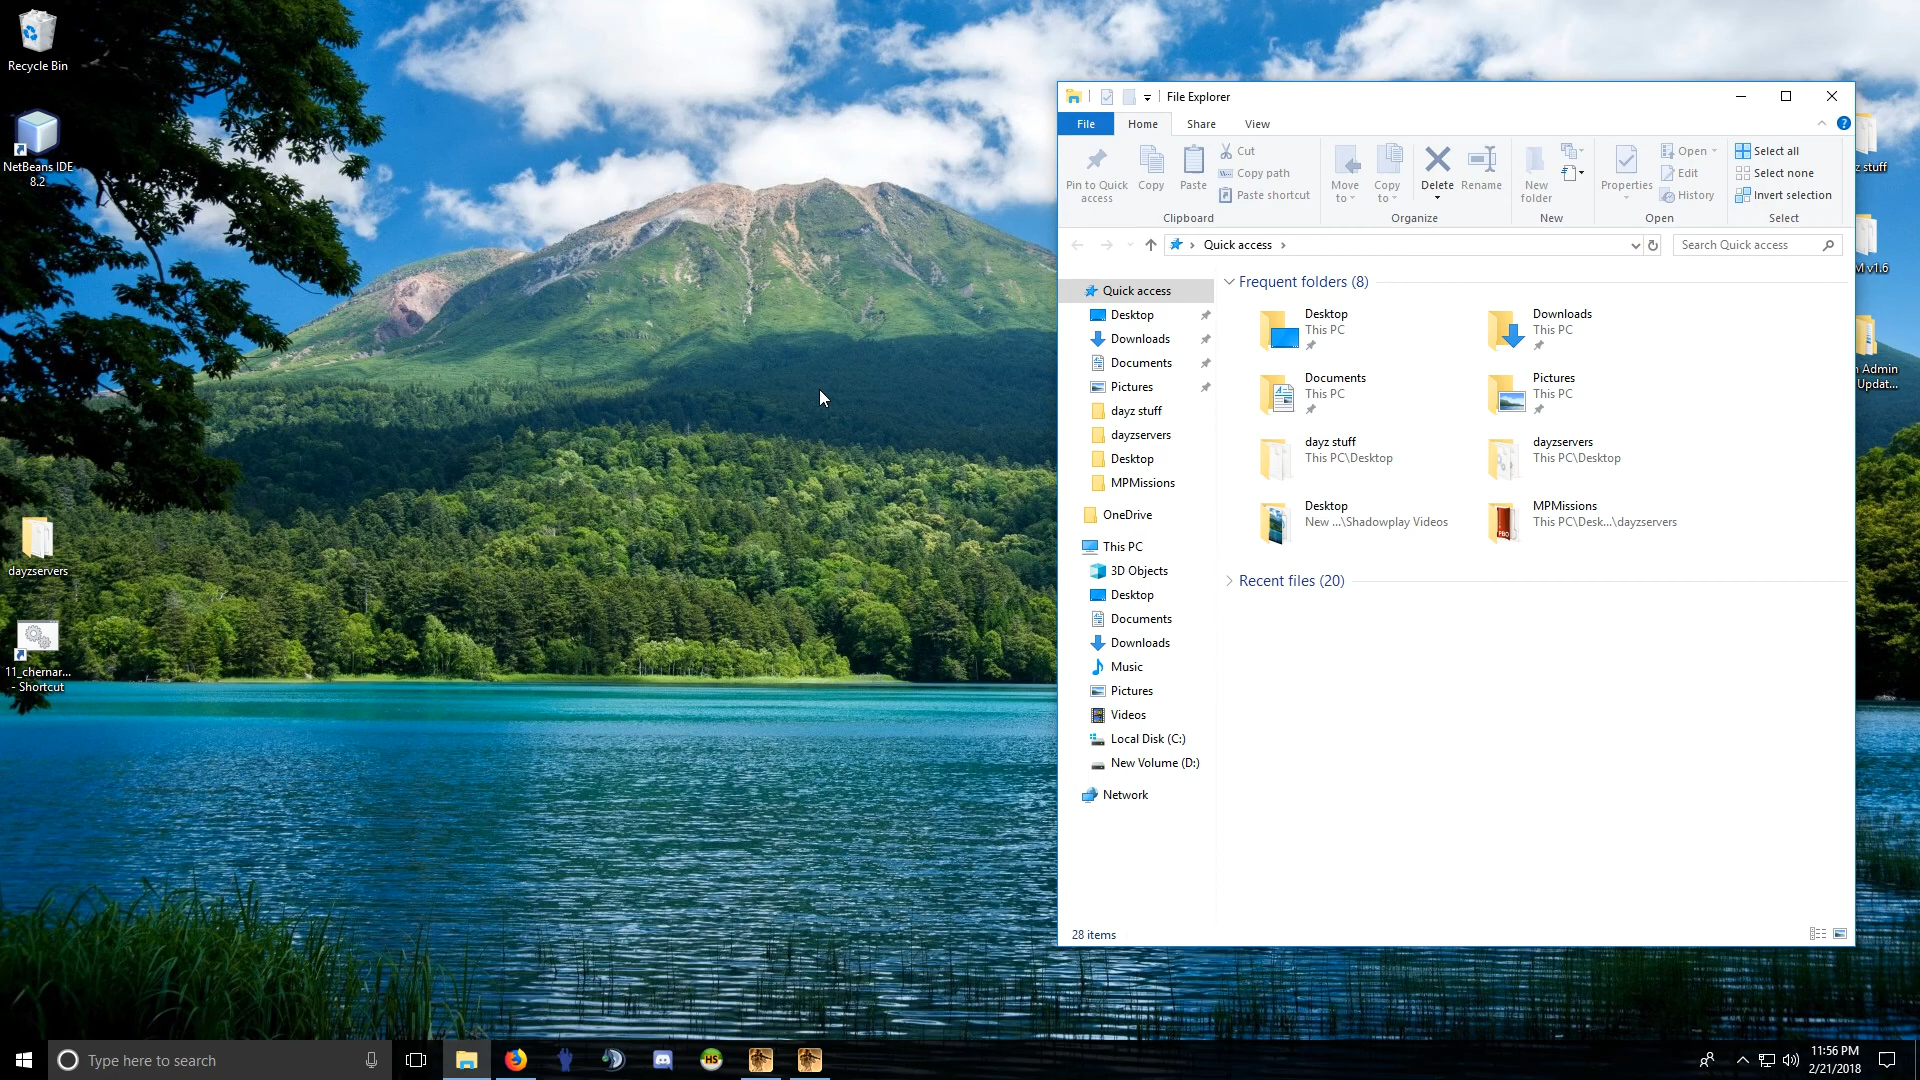 Recycle Bin
NetBeans IDE
8.2
dayzservers
11_chernar...
- Shortcut
File Explorer
File
Home
Share
View
Pin to Quick
access
Copy
Paste
Cut
Copy path
Paste shortcut
Clipboard
Move
to
Copy
to
Delete
Rename
Organize
New
folder
New
Properties
Open
Edit
History
Open
Select all
Select none
Invert selection
Select
Quick access
Search Quick access
Quick access
Desktop
Downloads
Documents
Pictures
dayz stuff
dayzservers
Desktop
MPMissions
OneDrive
This PC
3D Objects
Desktop
Documents
Downloads
Music
Pictures
Videos
Local Disk (C:)
New Volume (D:)
Network
Frequent folders (8)
Desktop
This PC
Downloads
This PC
Documents
This PC
Pictures
This PC
dayz stuff
This PC\Desktop
dayzservers
This PC\Desktop
Desktop
New ...\Shadowplay Videos
PBO
MPMissions
This PC\Desk...\dayzservers
Recent files (20)
28 items
z stuff
M v1.6
n Admin
Updat...
Type here to search
HS
11:56 PM
2/21/2018